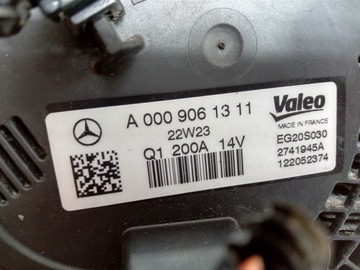 A 000 906 13 11
22W23
Q1 200A 14V
Valeo
MADE IN FRANCE
EG20S030
2741945A
122052374